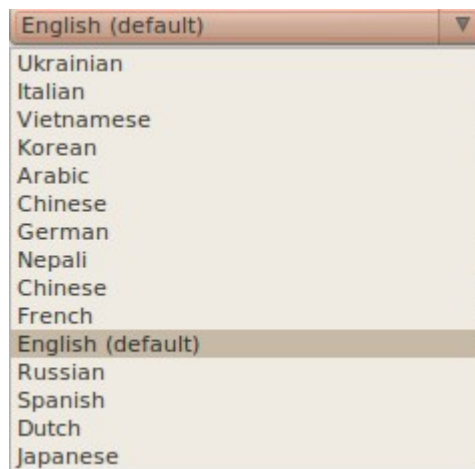 English (default)
Ukrainian
Italian
Vietnamese
Korean
Arabic
Chinese
German
Nepali
Chinese
French
English (default)
Russian
Spanish
Dutch
Japanese